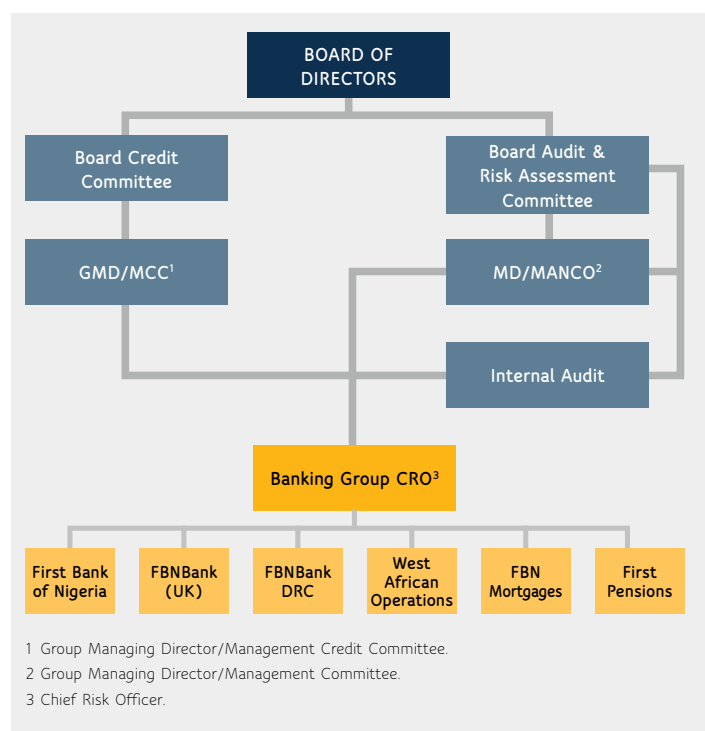 BOARD OF
DIRECTORS
Board Credit
Committee
Board Audit &
Risk Assessment
Committee
GMD/MCC¹
MD/MANCO²
Internal Audit
Banking Group CRO³
First Bank
of Nigeria
FBNBank
(UK)
FBNBank
DRC
West
African
Operations
FBN
Mortgages
First
Pensions
1 Group Managing Director/Management Credit Committee.
2 Group Managing Director/Management Committee.
3 Chief Risk Officer.